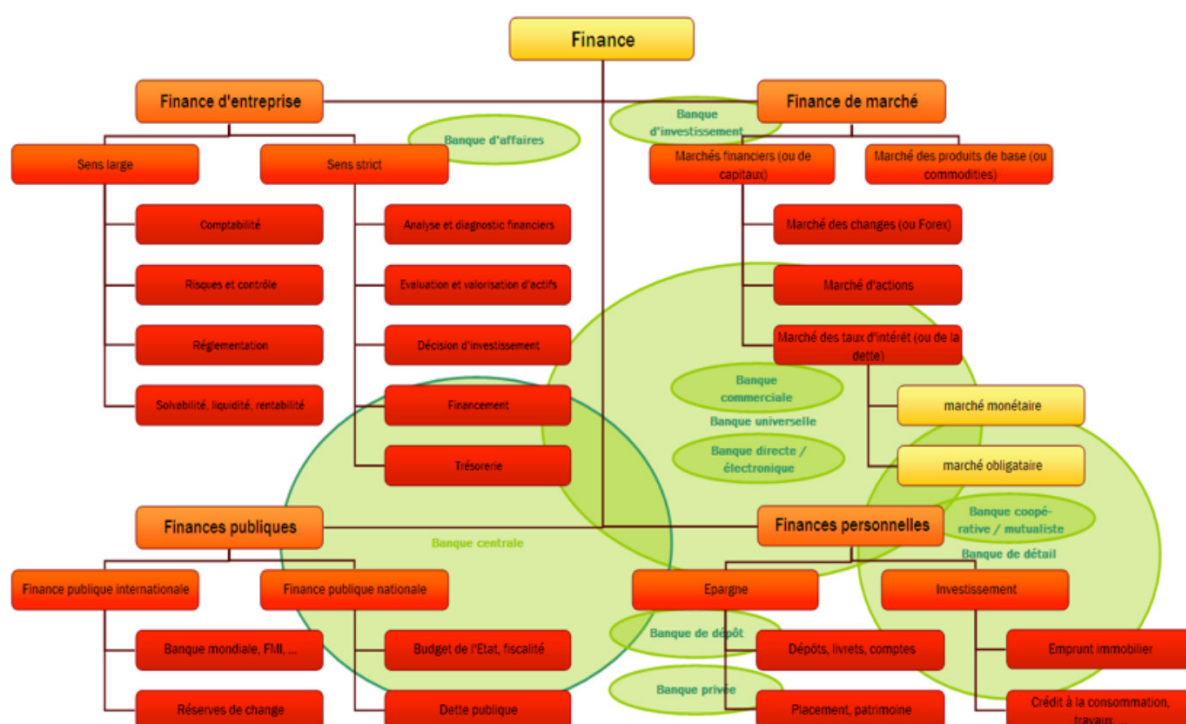 Finance
Finance d'entreprise
Finance de marché
Banque d'affaires
Banque
d'investissement
Sens large
Sens strict
Marchés financiers (ou de
capitaux)
Marché des produits de base (ou
commodities)
Comptabilité
Analyse et diagnostic financiers
Marché des changes (ou Forex)
Risques et contrôle
Evaluation et valorisation d'actifs
Marché d'actions
Réglementation
Décision d'investissement
Marché des taux d'intérêt (ou de la
dette)
Solvabilité, liquidité, rentabilité
Financement
Banque
commerciale
marché monétaire
Banque universelle
Trésorerie
Banque directe /
électronique
marché obligataire
Finances publiques
Finances personnelles
Banque coopé-
rative / mutualiste
Banque centrale
Banque de détail
Finance publique internationale
Finance publique nationale
Epargne
Investissement
Banque mondiale, FMI, ...
Budget de l'Etat, fiscalité
Banque de dépôt
Dépôts, livrets, comptes
Emprunt immobilier
Réserves de change
Dette publique
Banque privée
Placement, patrimoine
Crédit à la consommation,
travaux